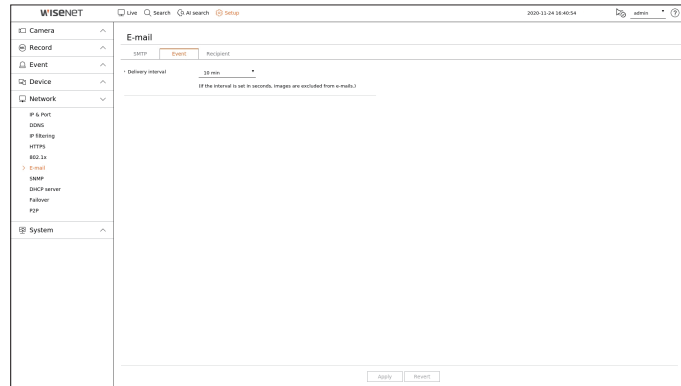 WISENET
Live Search AI search Setup 2020-11-24 16:40:54 admin
Camera
Record
Event
Device
Network
IP & Port
DDNS
IP filtering
HTTPS
802.1x
E-mail
SNMP
DHCP server
Failover
P2P
System
E-mail
SMTP Event Recipient
Delivery interval 10 min
(If the interval is set in seconds, images are excluded from e-mails.)
Apply Revert